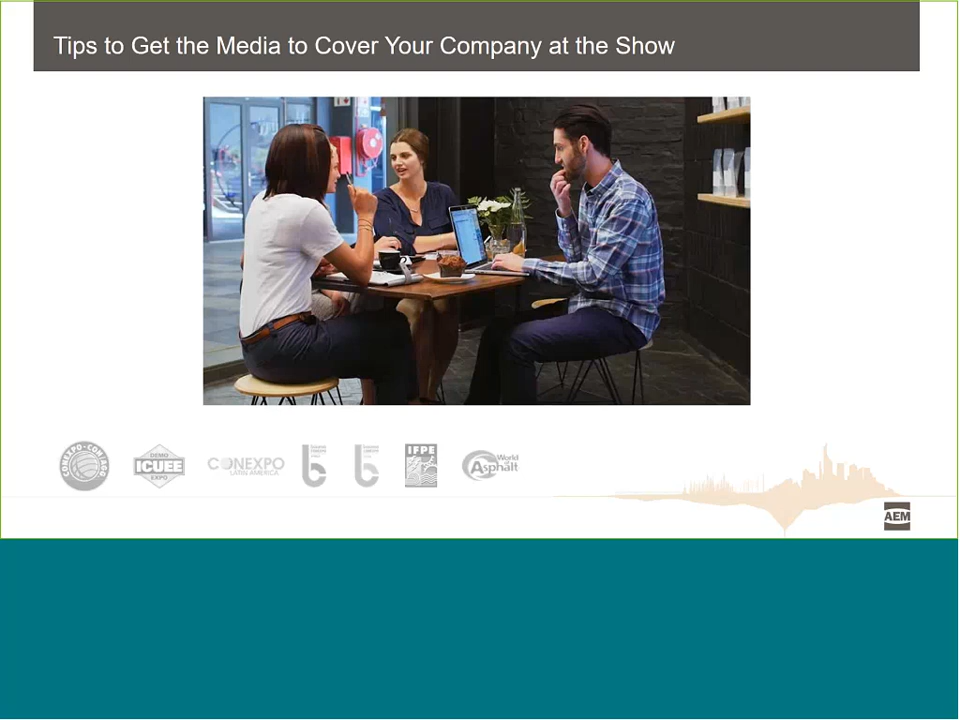 Tips to Get the Media to Cover Your Company at the Show
CONEXPO-CON/AGG
DEMO
ICUEE
EXPO
CONEXPO
LATIN AMERICA
IFPE
World of
Asphalt
AEM